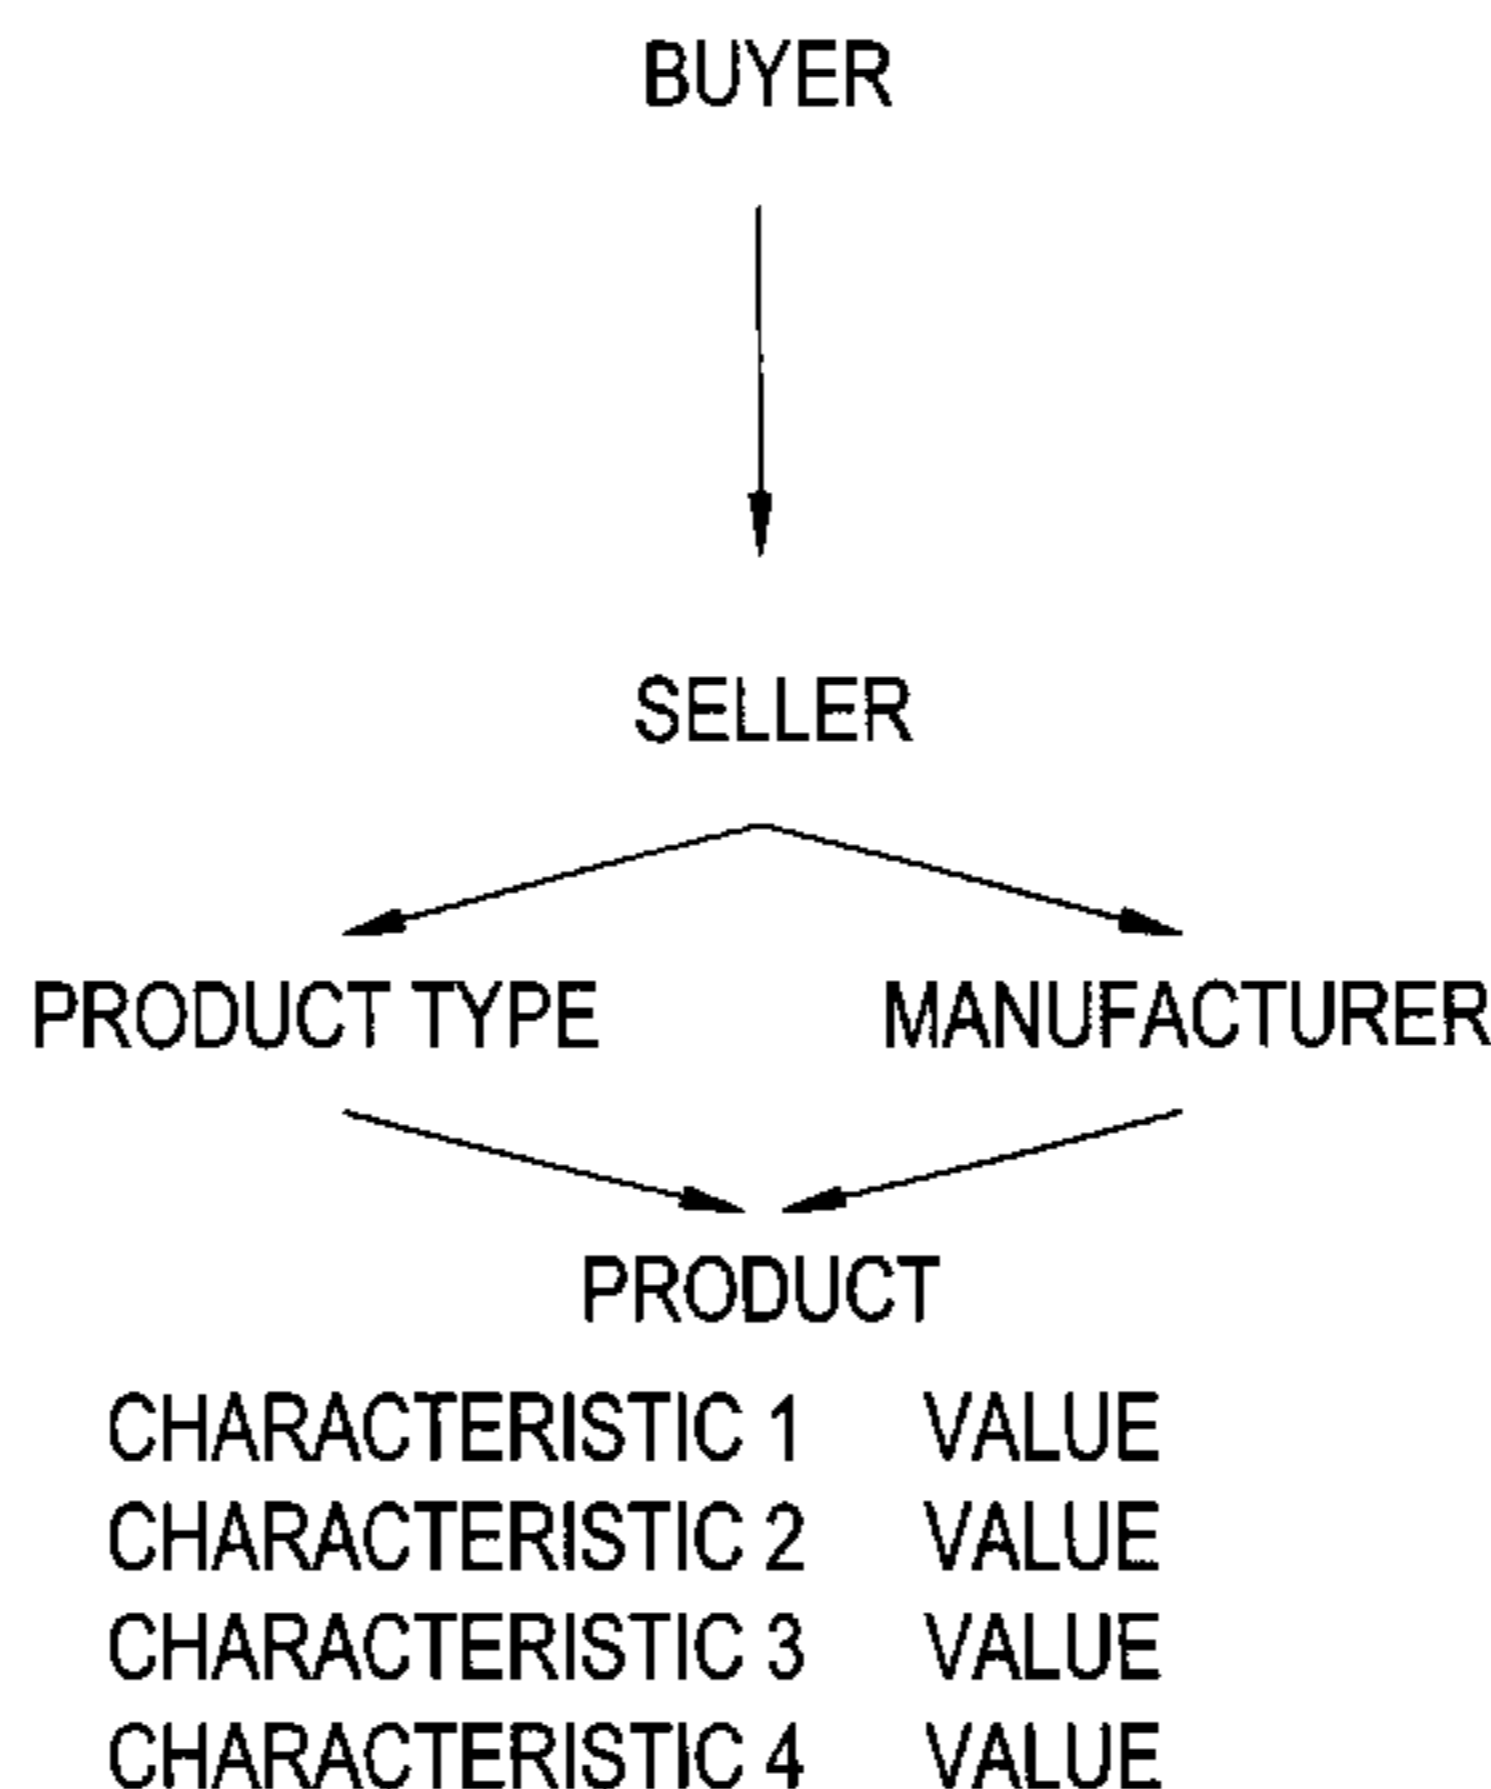 BUYER
SELLER
PRODUCT TYPE MANUFACTURER
PRODUCT
CHARACTERISTIC 1 VALUE
CHARACTERISTIC 2 VALUE
CHARACTERISTIC 3 VALUE
CHARACTERISTIC 4 VALUE